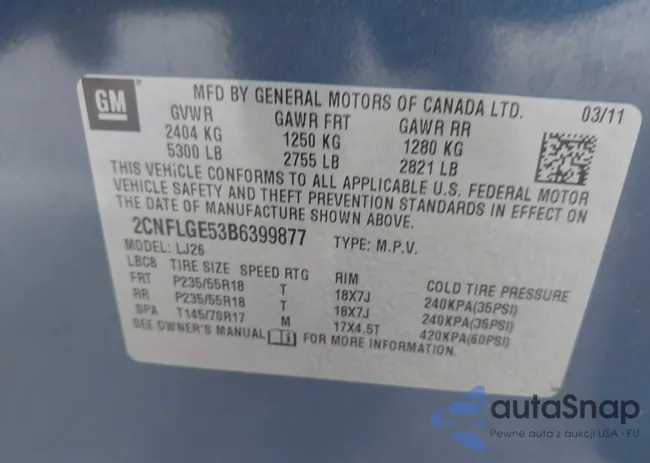 GM
MFD BY GENERAL MOTORS OF CANADA LTD. 03/11
GVWR GAWR FRT GAWR RR
2404 KG 1250 KG 1280 KG
5300 LB 2755 LB 2821 LB
THIS VEHICLE CONFORMS TO ALL APPLICABLE U.S. FEDERAL MOTOR
VEHICLE SAFETY AND THEFT PREVENTION STANDARDS IN EFFECT ON
THE DATE OF MANUFACTURE SHOWN ABOVE.
2CNFLGE53B6399877 TYPE: M.P.V.
MODEL: LJ26
LBC8 TIRE SIZE SPEED RTG RIM COLD TIRE PRESSURE
FRT P235/55R18 T 18X7J 240KPA(35PSI)
RR P235/55R18 T 18X7J 240KPA(35PSI)
SPA T145/70R17 M 17X4.5T 420KPA(60PSI)
SEE OWNER'S MANUAL FOR MORE INFORMATION.
autaSnap
Pewne auta z aukcji USA i EU